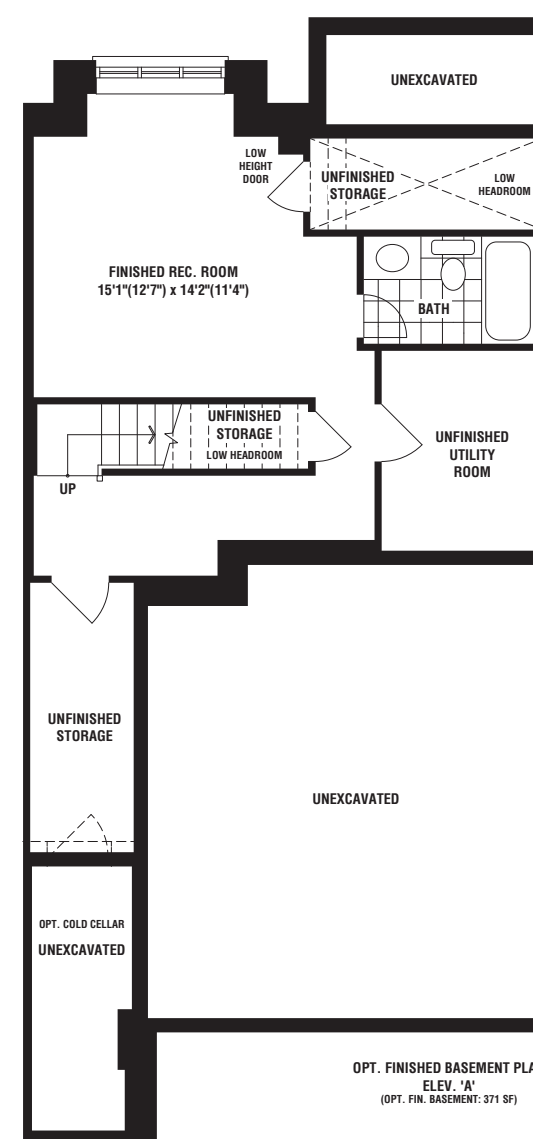 UNEXCAVATED
LOW
HEIGHT
DOOR
UNFINISHED
STORAGE
LOW
HEADROOM
FINISHED REC. ROOM
15'1"(12'7") x 14'2"(11'4")
BATH
UNFINISHED
STORAGE
LOW HEADROOM
UNFINISHED
UTILITY
ROOM
UP
UNFINISHED
STORAGE
UNEXCAVATED
OPT. COLD CELLAR
UNEXCAVATED
OPT. FINISHED BASEMENT PLA
ELEV. 'A'
(OPT. FIN. BASEMENT: 371 SF)